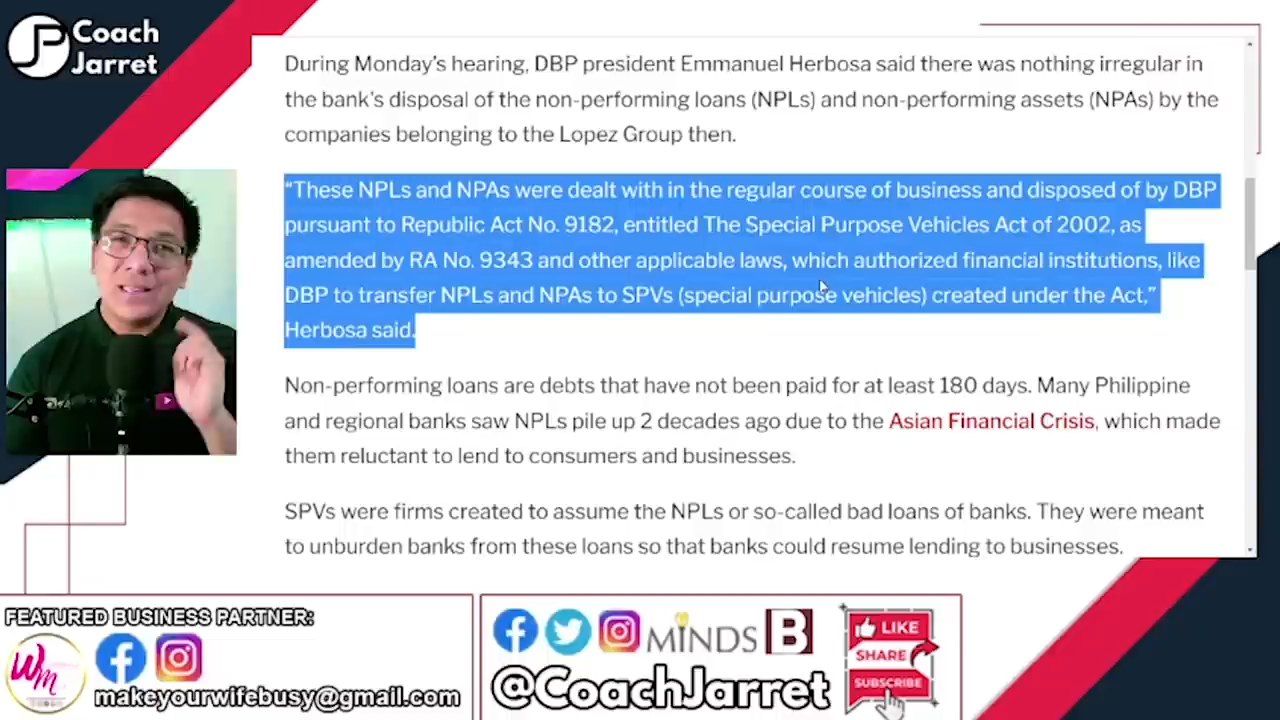 Coach
Jarret
During Monday's hearing, DBP president Emmanuel Herbosa said there was nothing irregular in
the bank's disposal of the non-performing loans (NPLs) and non-performing assets (NPAs) by the
companies belonging to the Lopez Group then.
“These NPLs and NPAs were dealt with in the regular course of business and disposed of by DBP
pursuant to Republic Act No. 9182, entitled The Special Purpose Vehicles Act of 2002, as
amended by RA No. 9343 and other applicable laws, which authorized financial institutions, like
DBP to transfer NPLs and NPAs to SPVs (special purpose vehicles) created under the Act,”
Herbosa said.
Non-performing loans are debts that have not been paid for at least 180 days. Many Philippine
and regional banks saw NPLs pile up 2 decades ago due to the Asian Financial Crisis, which made
them reluctant to lend to consumers and businesses.
SPVs were firms created to assume the NPLs or so-called bad loans of banks. They were meant
to unburden banks from these loans so that banks could resume lending to businesses.
FEATURED BUSINESS PARTNER:
Wm
makeyourwifebusy@gmail.com
MINDS B
@CoachJarret
LIKE
SHARE
SUBSCRIBE